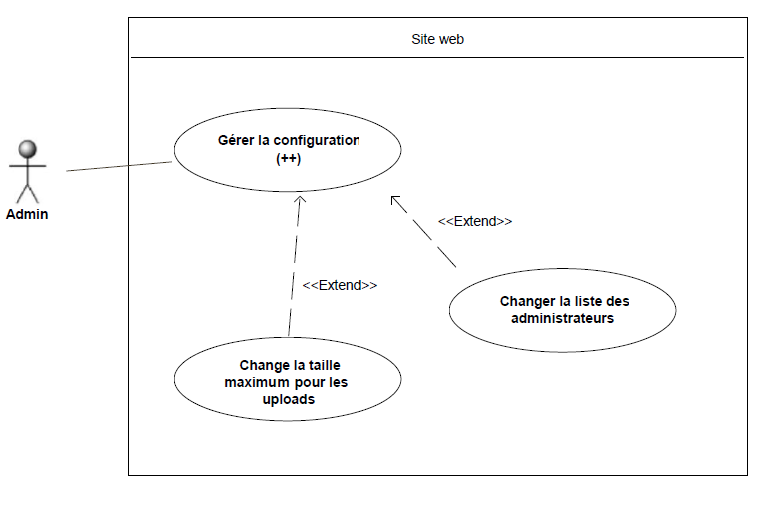 Site web
Gérer la configuration
(++)
Admin
<<Extend>>
<<Extend>>
Changer la liste des
administrateurs
Change la taille
maximum pour les
uploads